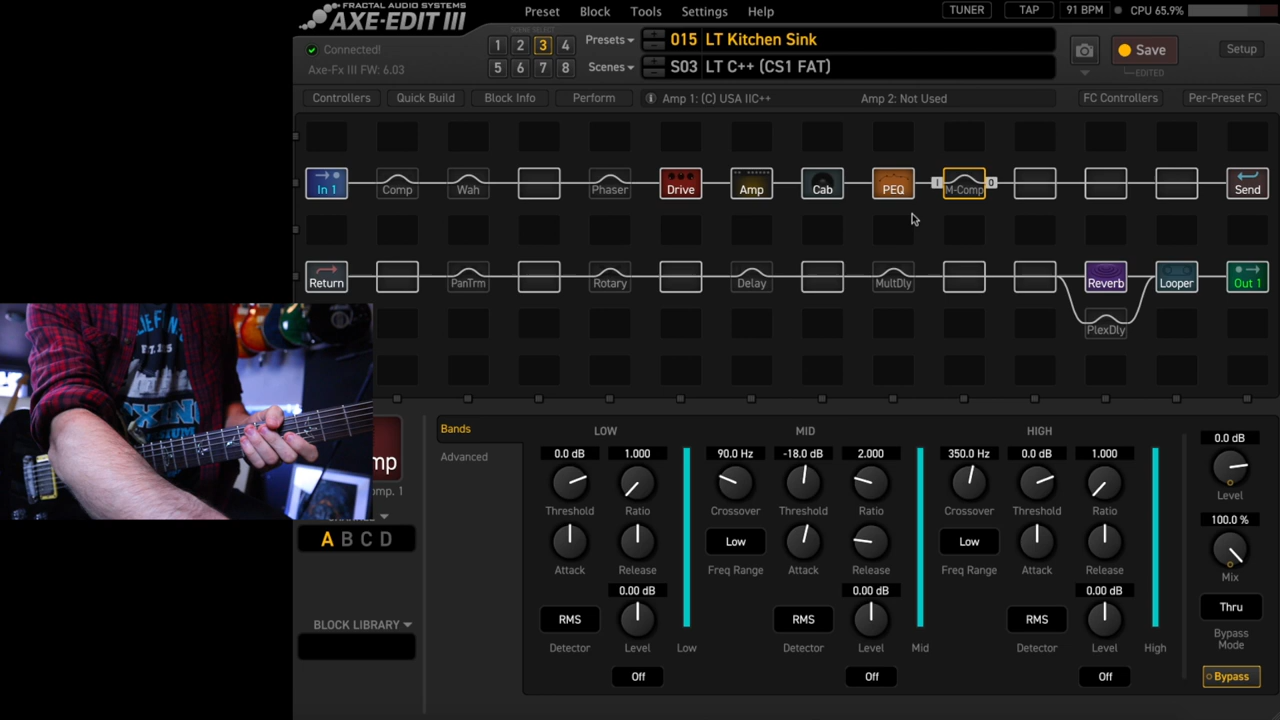 FRACTAL AUDIO SYSTEMS
AXE-EDIT III
Preset Block Tools Settings Help
TUNER TAP 91 BPM CPU 65.9%
SCENE SELECT
1 2 3 4
5 6 7 8
Connected!
Axe-Fx III FW: 6.03
Presets 015 LT Kitchen Sink
Scenes S03 LT C++ (CS1 FAT)
Save
EDITED
Setup
Controllers Quick Build Block Info Perform
Amp 1: (C) USA IIC++ Amp 2: Not Used
FC Controllers Per-Preset FC
In 1 Comp Wah Phaser Drive Amp Cab PEQ I M-Comp O Send
Return PanTrm Rotary Delay MultDly Reverb Looper Out 1
PlexDly
mp
omp. 1
A B C D
BLOCK LIBRARY
Bands
Advanced
LOW MID HIGH
0.0 dB 1.000 90.0 Hz -18.0 dB 2.000 350.0 Hz 0.0 dB 1.000
Threshold Ratio Crossover Threshold Ratio Crossover Threshold Ratio
Low Low
Attack Release Freq Range Attack Release Freq Range Attack Release
0.00 dB 0.00 dB 0.00 dB
RMS RMS RMS
Detector Level Low Detector Level Mid Detector Level High
Off Off Off
0.0 dB
Level
100.0 %
Mix
Thru
Bypass
Mode
Bypass